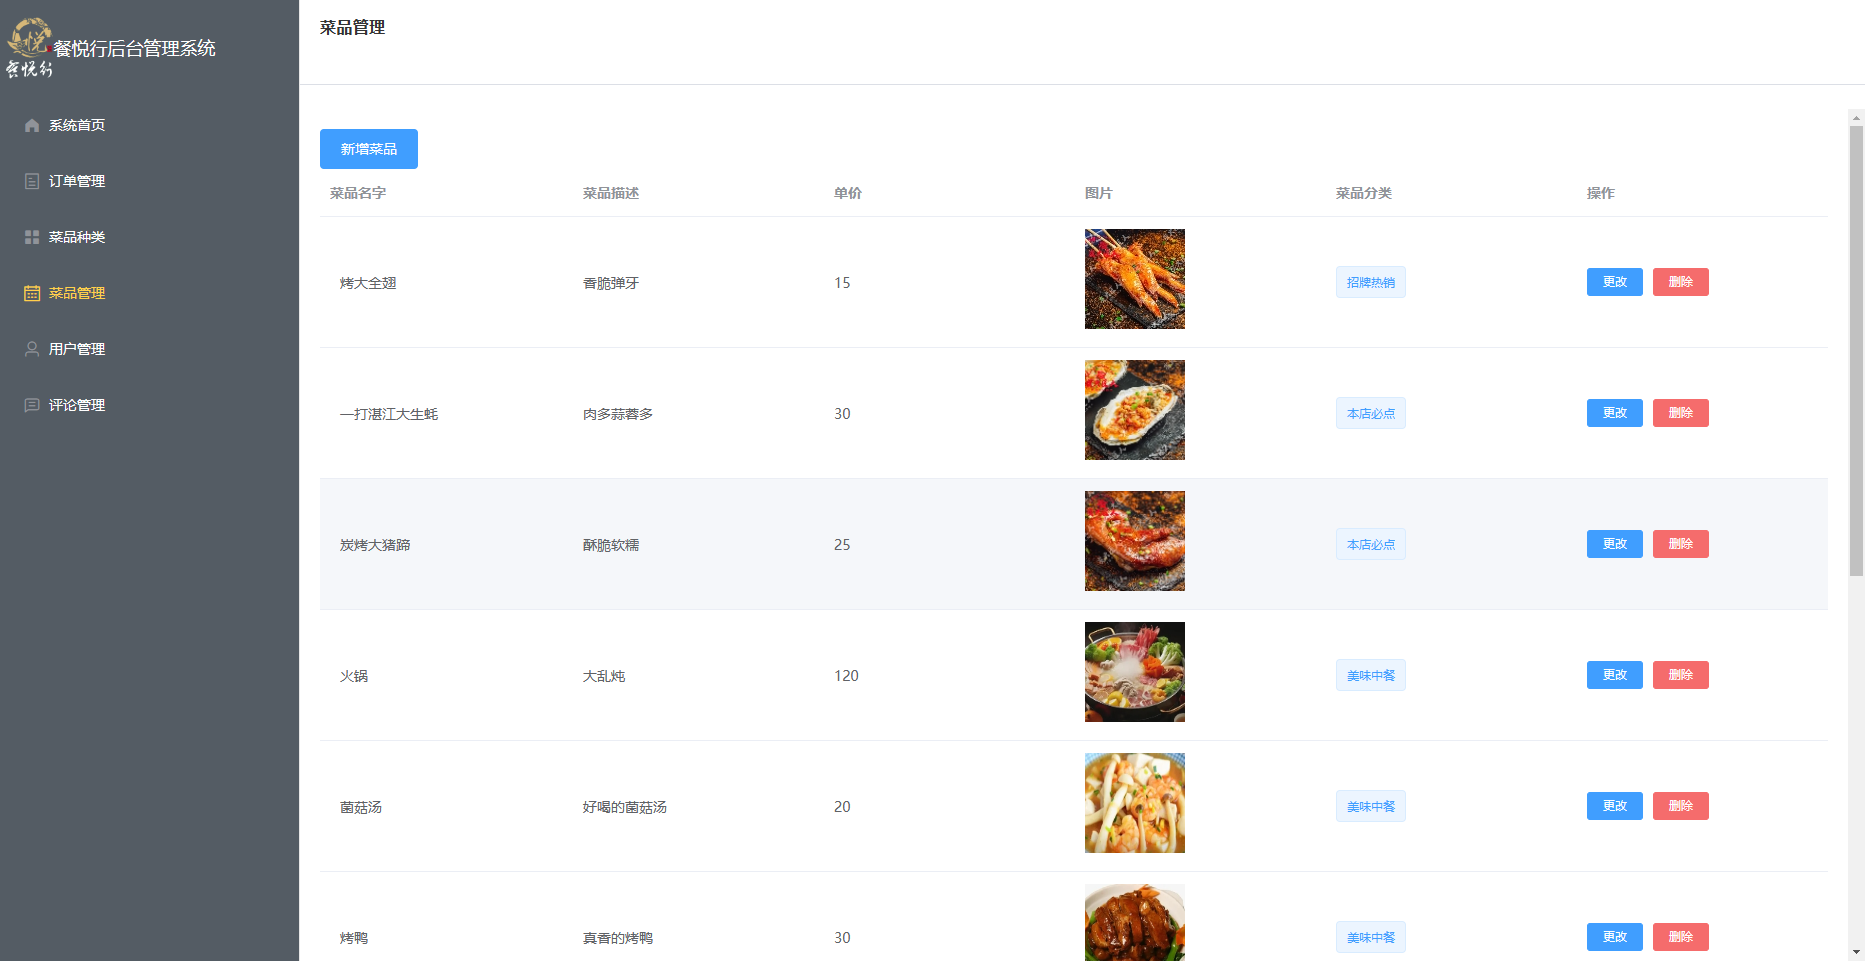 餐悦行后台管理系统
餐悦行
系统首页
订单管理
菜品种类
菜品管理
用户管理
评论管理
菜品管理
新增菜品
菜品名字 菜品描述 单价 图片 菜品分类 操作
烤大全翅 香脆弹牙 15 招牌热销 更改 删除
一打湛江大生蚝 肉多蒜蓉多 30 本店必点 更改 删除
炭烤大猪蹄 酥脆软糯 25 本店必点 更改 删除
火锅 大乱炖 120 美味中餐 更改 删除
菌菇汤 好喝的菌菇汤 20 美味中餐 更改 删除
烤鸭 真香的烤鸭 30 美味中餐 更改 删除